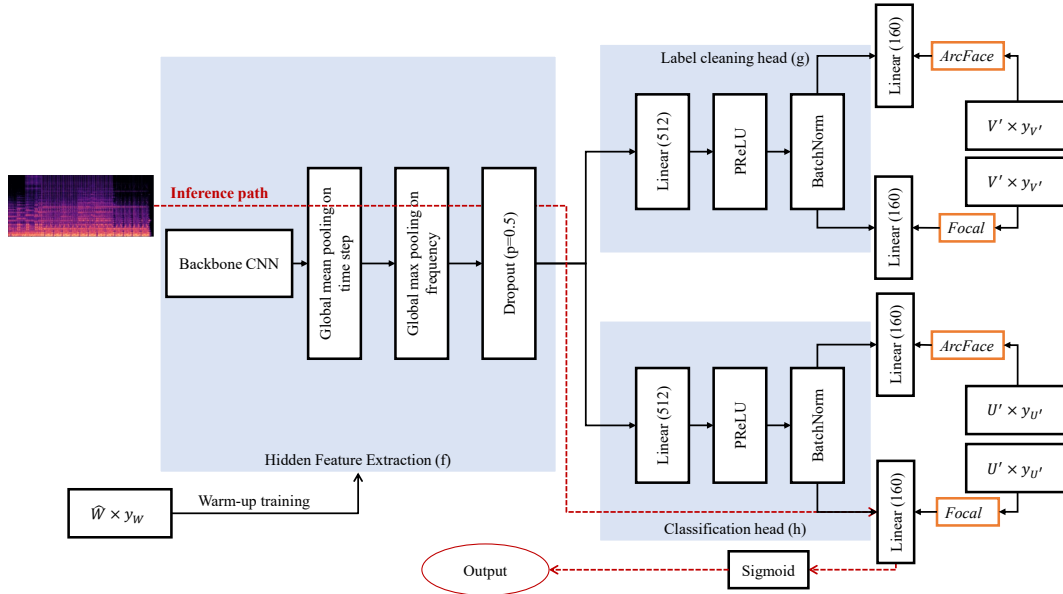 Inference path
Backbone CNN
Global mean pooling on
time step
Global max pooling on
frequency
Dropout (p=0.5)
Hidden Feature Extraction (f)
Ŵ × y_W
Warm-up training
Label cleaning head (g)
Linear (512)
PReLU
BatchNorm
Linear (160)
ArcFace
V′ × y_V′
V′ × y_V′
Linear (160)
Focal
Linear (512)
PReLU
BatchNorm
Classification head (h)
Linear (160)
ArcFace
U′ × y_U′
U′ × y_U′
Linear (160)
Focal
Sigmoid
Output